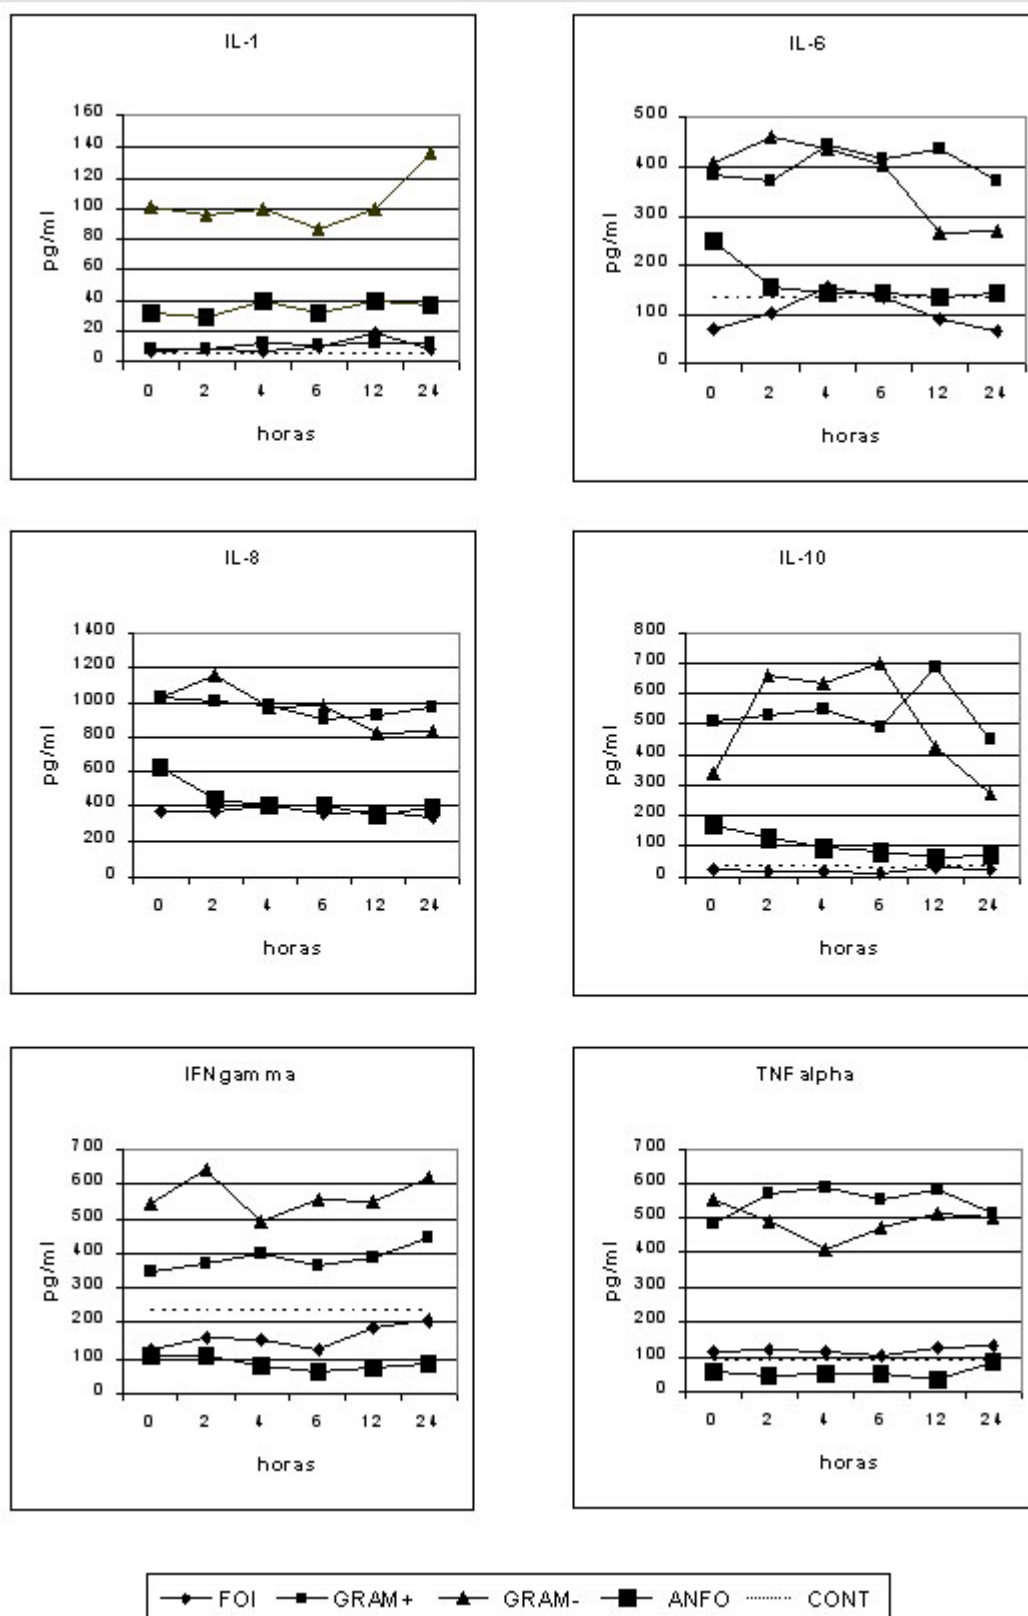 IL-1
160
140
120
100
80
60
40
20
0
pg/ml
0 2 4 6 12 24
horas
IL-6
500
400
300
200
100
0
pg/ml
0 2 4 6 12 24
horas
IL-8
1400
1200
1000
800
600
400
200
0
pg/ml
0 2 4 6 12 24
horas
IL-10
800
700
600
500
400
300
200
100
0
pg/ml
0 2 4 6 12 24
horas
IFN gamma
700
600
500
400
300
200
100
0
pg/ml
0 2 4 6 12 24
horas
TNF alpha
700
600
500
400
300
200
100
0
pg/ml
0 2 4 6 12 24
horas
FOI GRAM+ GRAM- ANFO CONT